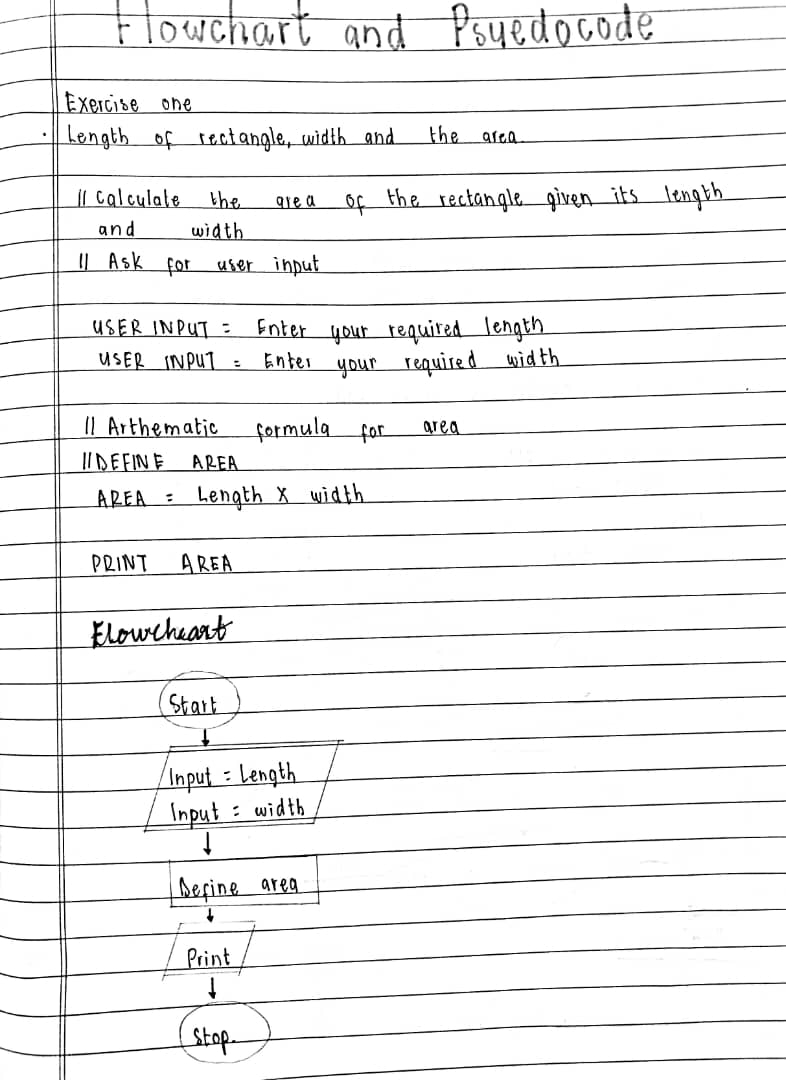 Flowchart and Psyedocode
Exercise one
Length of rectangle, width and the area.
// Calculate the area of the rectangle given its length
and width
// Ask for user input
USER INPUT = Enter your required length
USER INPUT = Enter your required width
// Arthematic formula for area
//DEFINE AREA
AREA = Length X width
PRINT AREA
Flowcheart
Start
Input = Length
Input = width
Define area
Print
Stop.